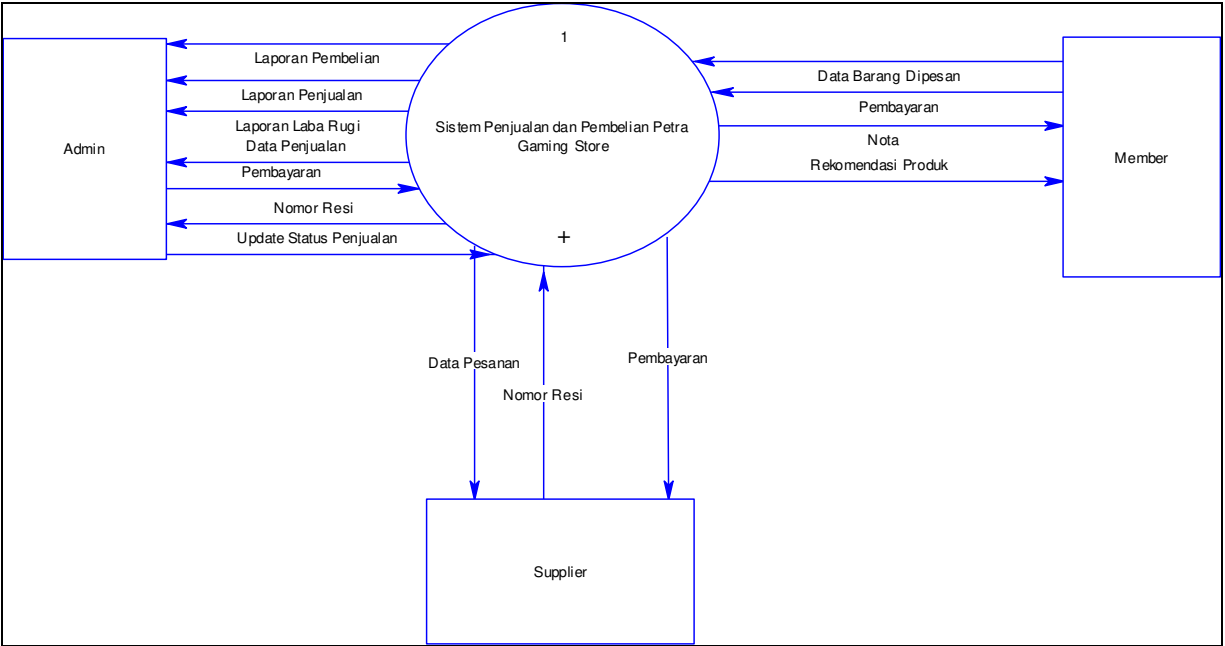 1
Sistem Penjualan dan Pembelian Petra
Gaming Store
+
Admin
Laporan Pembelian
Laporan Penjualan
Laporan Laba Rugi
Data Penjualan
Pembayaran
Nomor Resi
Update Status Penjualan
Data Barang Dipesan
Pembayaran
Nota
Rekomendasi Produk
Member
Data Pesanan
Nomor Resi
Pembayaran
Supplier